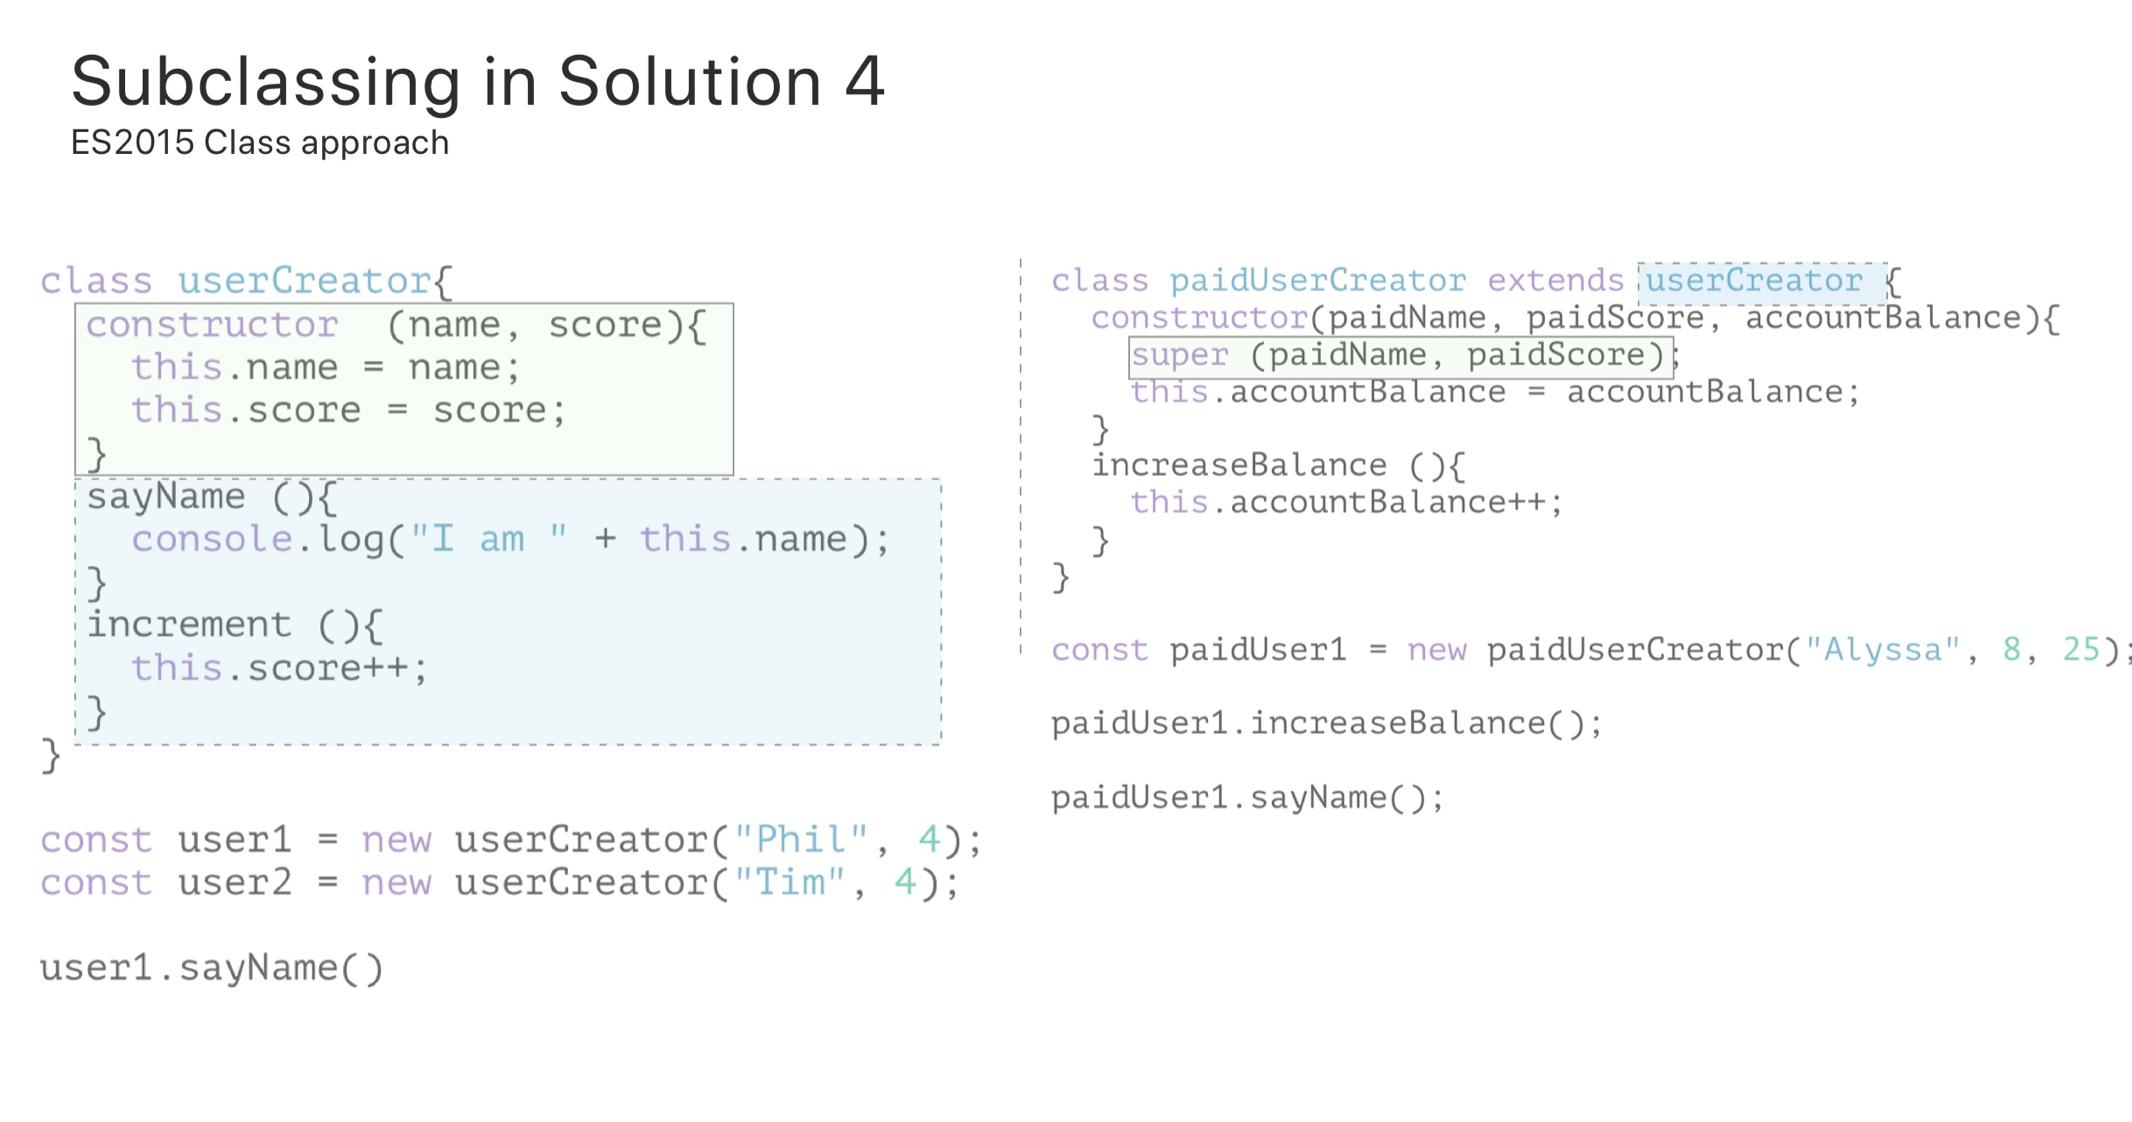 Subclassing in Solution 4
ES2015 Class approach
class userCreator{
constructor  (name, score){
this.name = name;
this.score = score;
}
sayName (){
console.log("I am " + this.name);
}
increment (){
this.score++;
}
}
const user1 = new userCreator("Phil", 4);
const user2 = new userCreator("Tim", 4);
user1.sayName()
class paidUserCreator extends userCreator {
constructor(paidName, paidScore, accountBalance){
super (paidName, paidScore);
this.accountBalance = accountBalance;
}
increaseBalance (){
this.accountBalance++;
}
}
const paidUser1 = new paidUserCreator("Alyssa", 8, 25);
paidUser1.increaseBalance();
paidUser1.sayName();